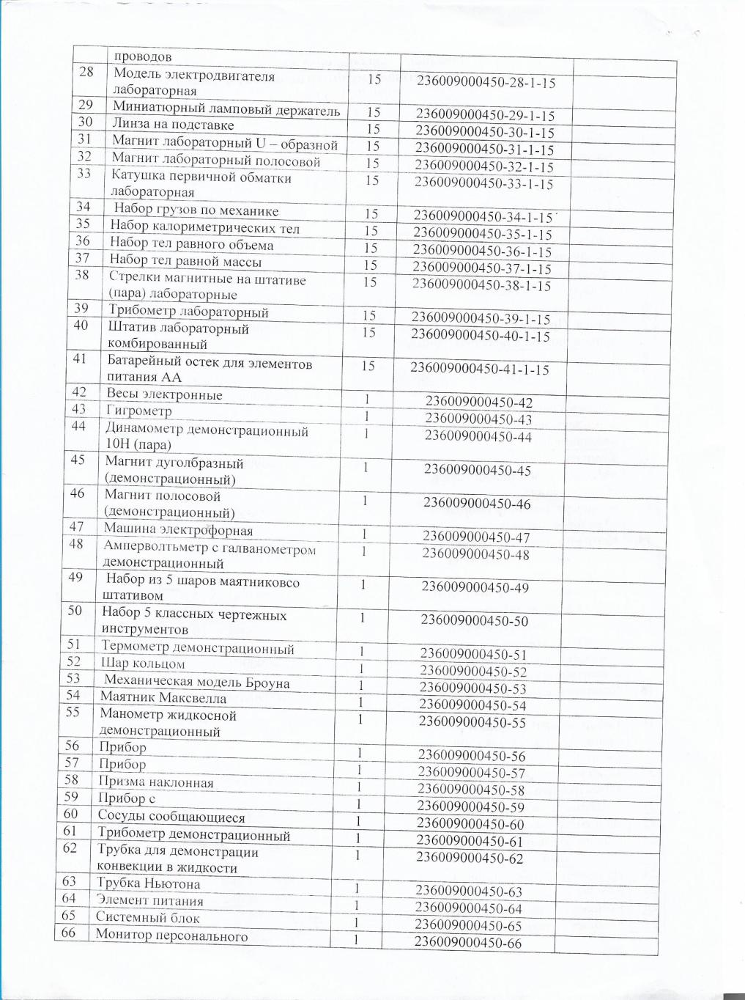 проводов
28 Модель электродвигателя 15 236009000450-28-1-15
лабораторная
29 Миниатюрный ламповый держатель 15 236009000450-29-1-15
30 Линза на подставке 15 236009000450-30-1-15
31 Магнит лабораторный U – образной 15 236009000450-31-1-15
32 Магнит лабораторный полосовой 15 236009000450-32-1-15
33 Катушка первичной обматки 15 236009000450-33-1-15
лабораторная
34 Набор грузов по механике 15 236009000450-34-1-15
35 Набор калориметрических тел 15 236009000450-35-1-15
36 Набор тел равного объема 15 236009000450-36-1-15
37 Набор тел равной массы 15 236009000450-37-1-15
38 Стрелки магнитные на штативе 15 236009000450-38-1-15
(пара) лабораторные
39 Трибометр лабораторный 15 236009000450-39-1-15
40 Штатив лабораторный 15 236009000450-40-1-15
комбированный
41 Батарейный остек для элементов 15 236009000450-41-1-15
питания АА
42 Весы электронные 1 236009000450-42
43 Гигрометр 1 236009000450-43
44 Динамометр демонстрационный 1 236009000450-44
10Н (пара)
45 Магнит дуголбразный 1 236009000450-45
(демонстрационный)
46 Магнит полосовой 1 236009000450-46
(демонстрационный)
47 Машина электрофорная 1 236009000450-47
48 Амперволтьметр с галванометром 1 236009000450-48
демонстрационный
49 Набор из 5 шаров маятниковсо 1 236009000450-49
штативом
50 Набор 5 классных чертежных 1 236009000450-50
инструментов
51 Термометр демонстрационный 1 236009000450-51
52 Шар кольцом 1 236009000450-52
53 Механическая модель Броуна 1 236009000450-53
54 Маятник Максвелла 1 236009000450-54
55 Манометр жидкосной 1 236009000450-55
демонстрационный
56 Прибор 1 236009000450-56
57 Прибор 1 236009000450-57
58 Призма наклонная 1 236009000450-58
59 Прибор с 1 236009000450-59
60 Сосуды сообщающиеся 1 236009000450-60
61 Трибометр демонстрационный 1 236009000450-61
62 Трубка для демонстрации 1 236009000450-62
конвекции в жидкости
63 Трубка Ньютона 1 236009000450-63
64 Элемент питания 1 236009000450-64
65 Системный блок 1 236009000450-65
66 Монитор персонального 1 236009000450-66